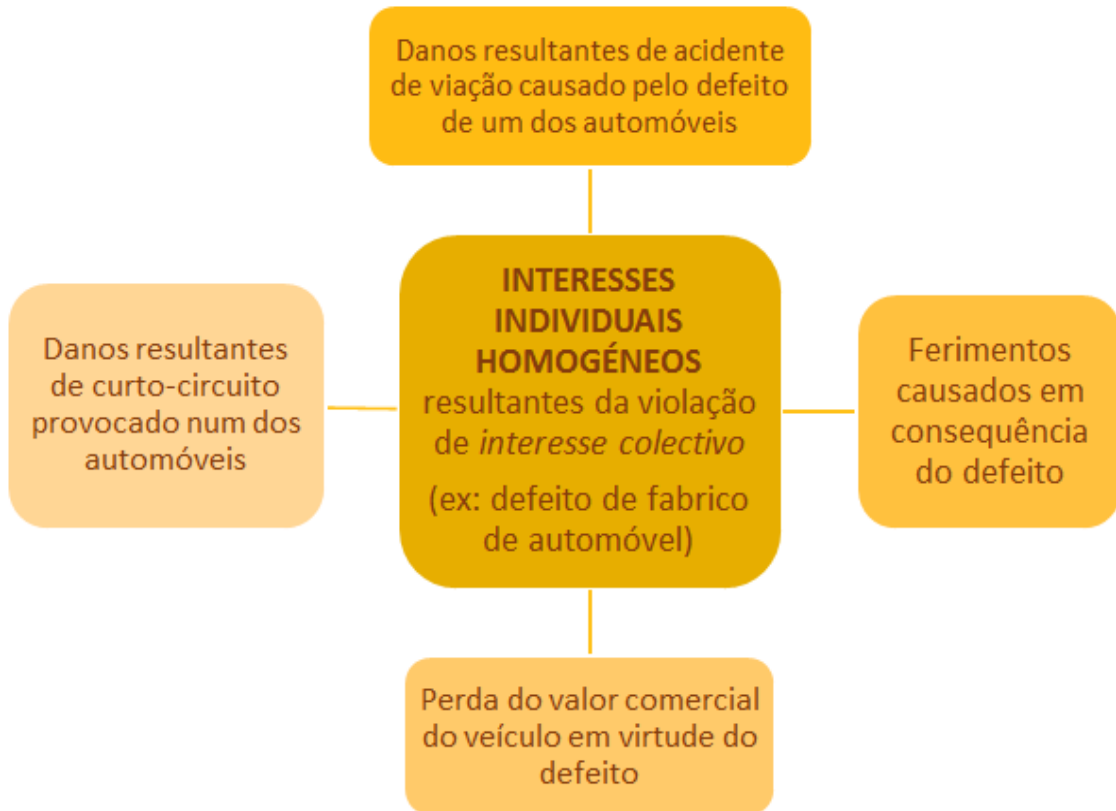 Danos resultantes de acidente
de viação causado pelo defeito
de um dos automóveis
Danos resultantes
de curto-circuito
provocado num dos
automóveis
INTERESSES
INDIVIDUAIS
HOMOGÉNEOS
resultantes da violação
de interesse colectivo
(ex: defeito de fabrico
de automóvel)
Ferimentos
causados em
consequência
do defeito
Perda do valor comercial
do veículo em virtude do
defeito